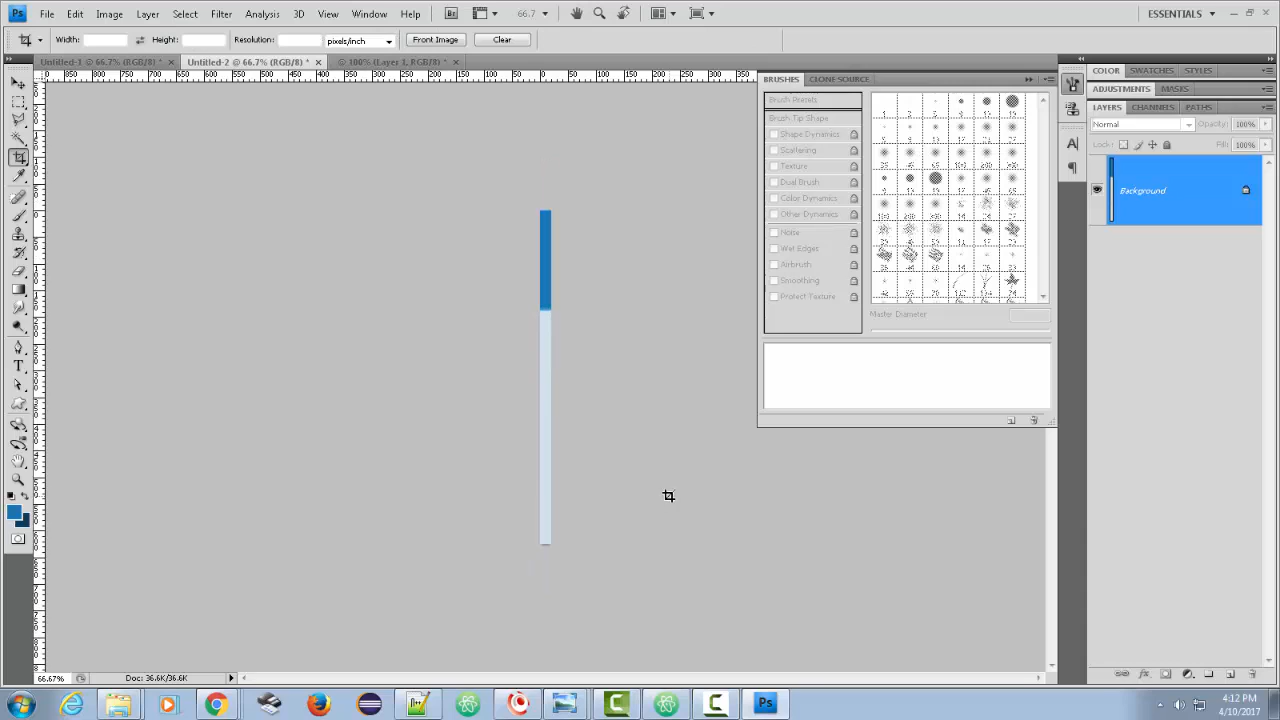 Ps File Edit Image Layer Select Filter Analysis 3D View Window Help Br 66.7 ESSENTIALS
Width: Height: Resolution: pixels/inch Front Image Clear
Untitled-1 @ 66.7% (RGB/8) * Untitled-2 @ 66.7% (RGB/8) * @ 100% (Layer 1, RGB/8) *
BRUSHES CLONE SOURCE
COLOR SWATCHES STYLES
ADJUSTMENTS MASKS
LAYERS CHANNELS PATHS
Normal Opacity: 100%
Lock: Fill: 100%
Background
Brush Presets
Brush Tip Shape
Shape Dynamics
Scattering
Texture
Dual Brush
Color Dynamics
Other Dynamics
Noise
Wet Edges
Airbrush
Smoothing
Protect Texture
Master Diameter
66.67% Doc: 36.6K/36.6K
4:12 PM
4/10/2017